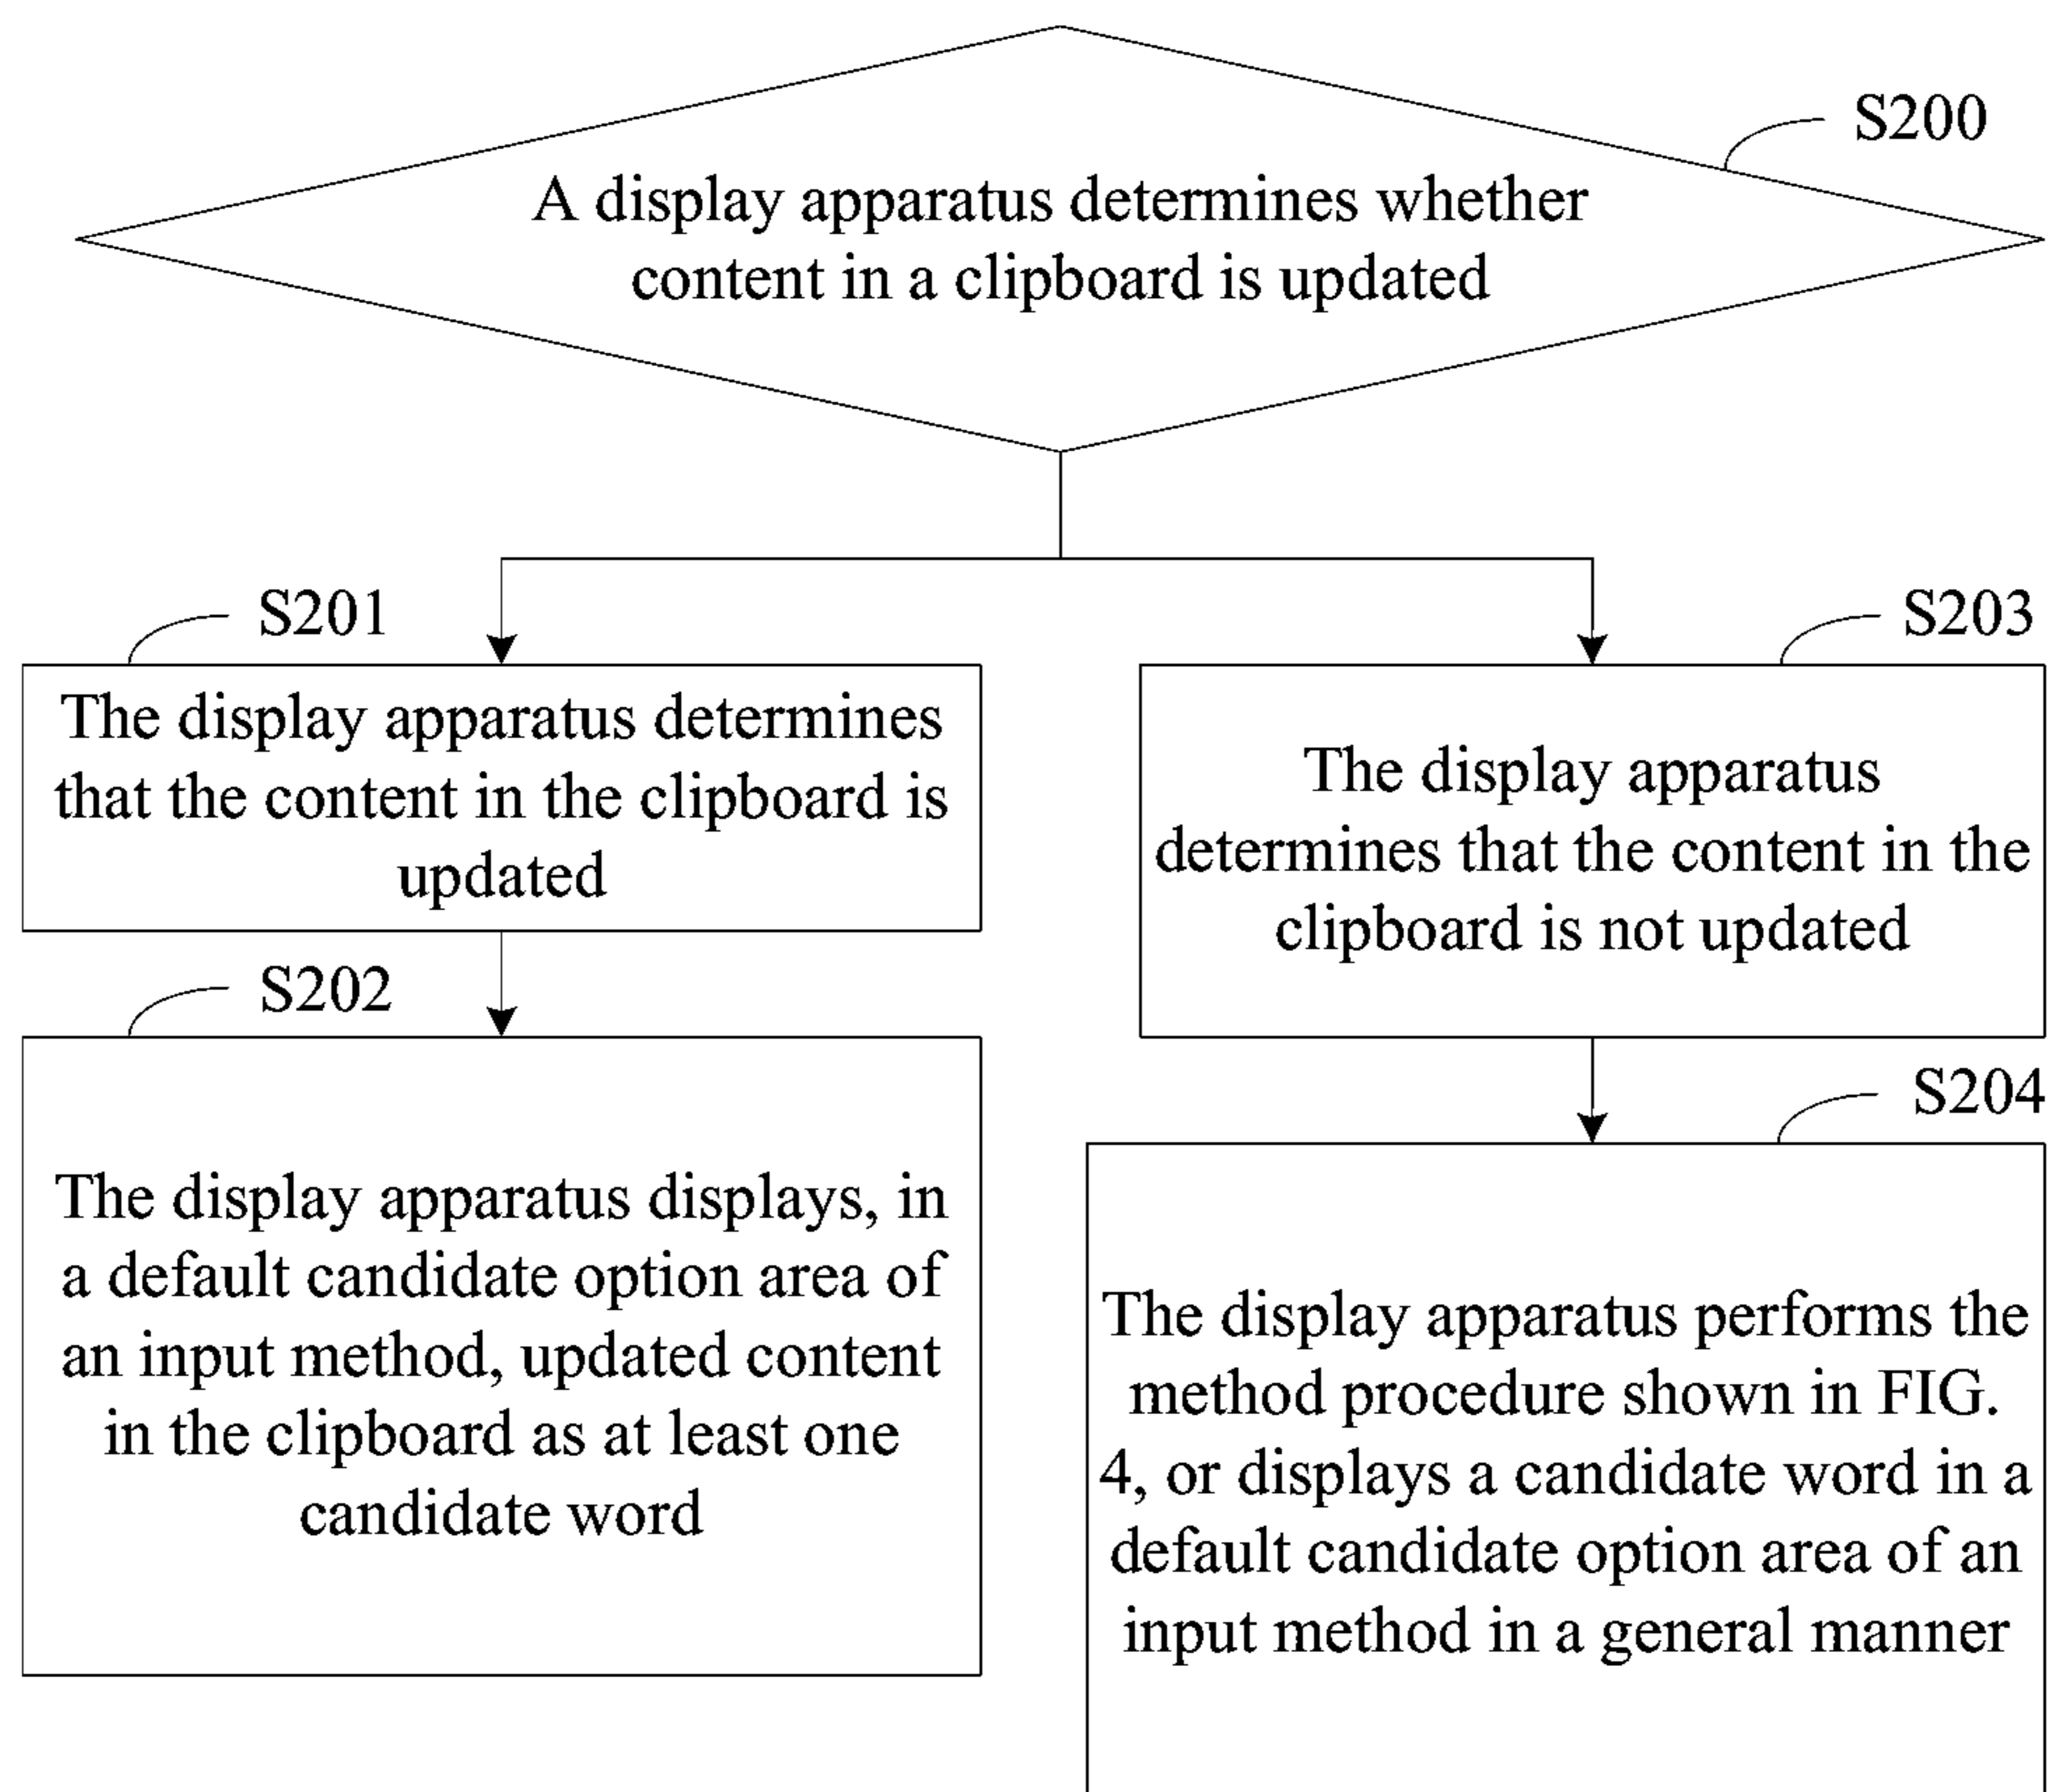 S200
A display apparatus determines whether
content in a clipboard is updated
S201
The display apparatus determines
that the content in the clipboard is
updated
S202
The display apparatus displays, in
a default candidate option area of
an input method, updated content
in the clipboard as at least one
candidate word
S203
The display apparatus
determines that the content in the
clipboard is not updated
S204
The display apparatus performs the
method procedure shown in FIG.
4, or displays a candidate word in a
default candidate option area of an
input method in a general manner